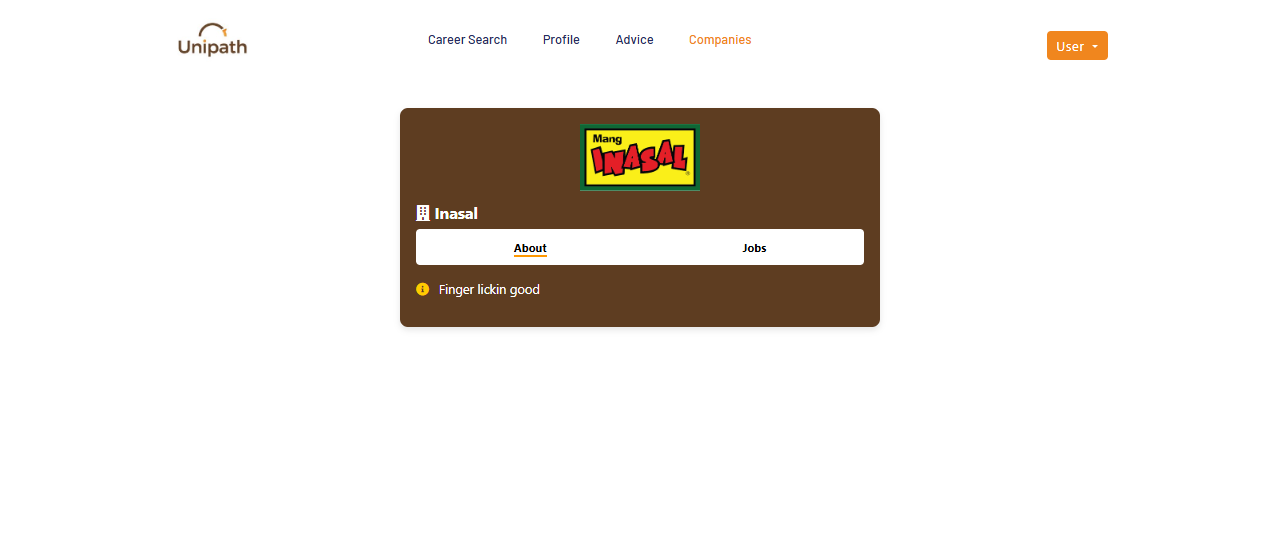 Unipath
Career Search Profile Advice Companies
User
Mang
INASAL
Inasal
About Jobs
Finger lickin good